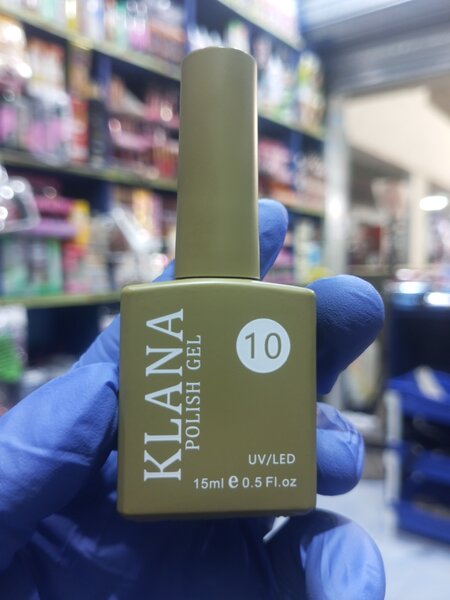 KLANA
POLISH GEL
10
UV/LED
15ml e 0.5 Fl.oz